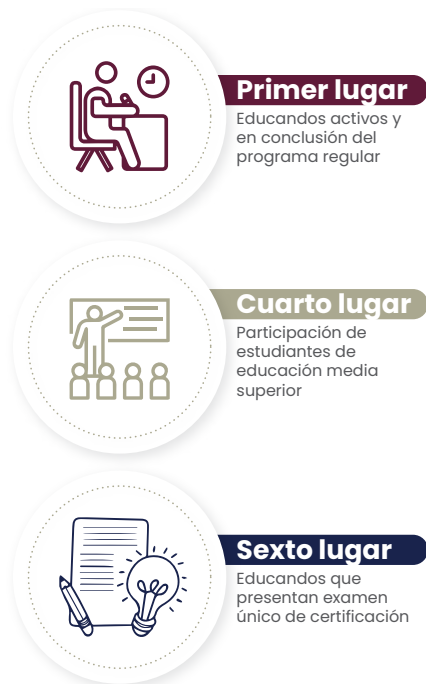 Primer lugar
Educandos activos y
en conclusión del
programa regular
Cuarto lugar
Participación de
estudiantes de
educación media
superior
Sexto lugar
Educandos que
presentan examen
único de certificación